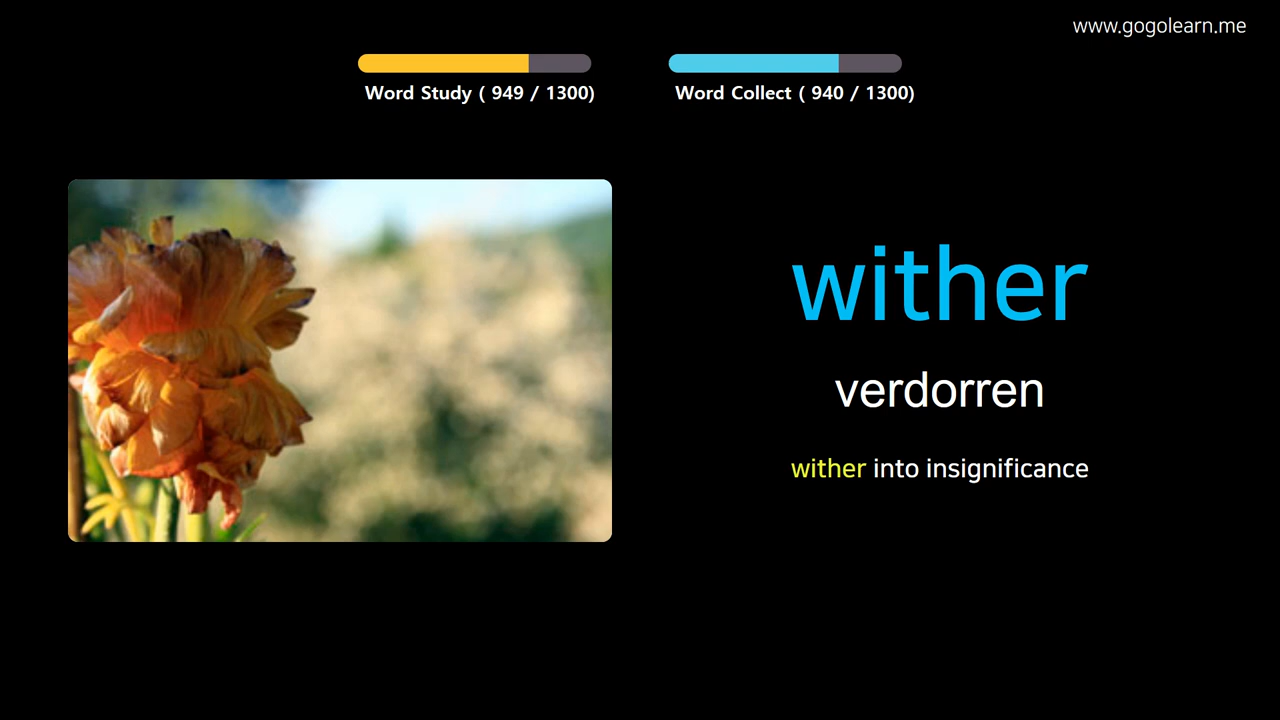 www.gogolearn.me
Word Study ( 949 / 1300)
Word Collect ( 940 / 1300)
wither
verdorren
wither into insignificance